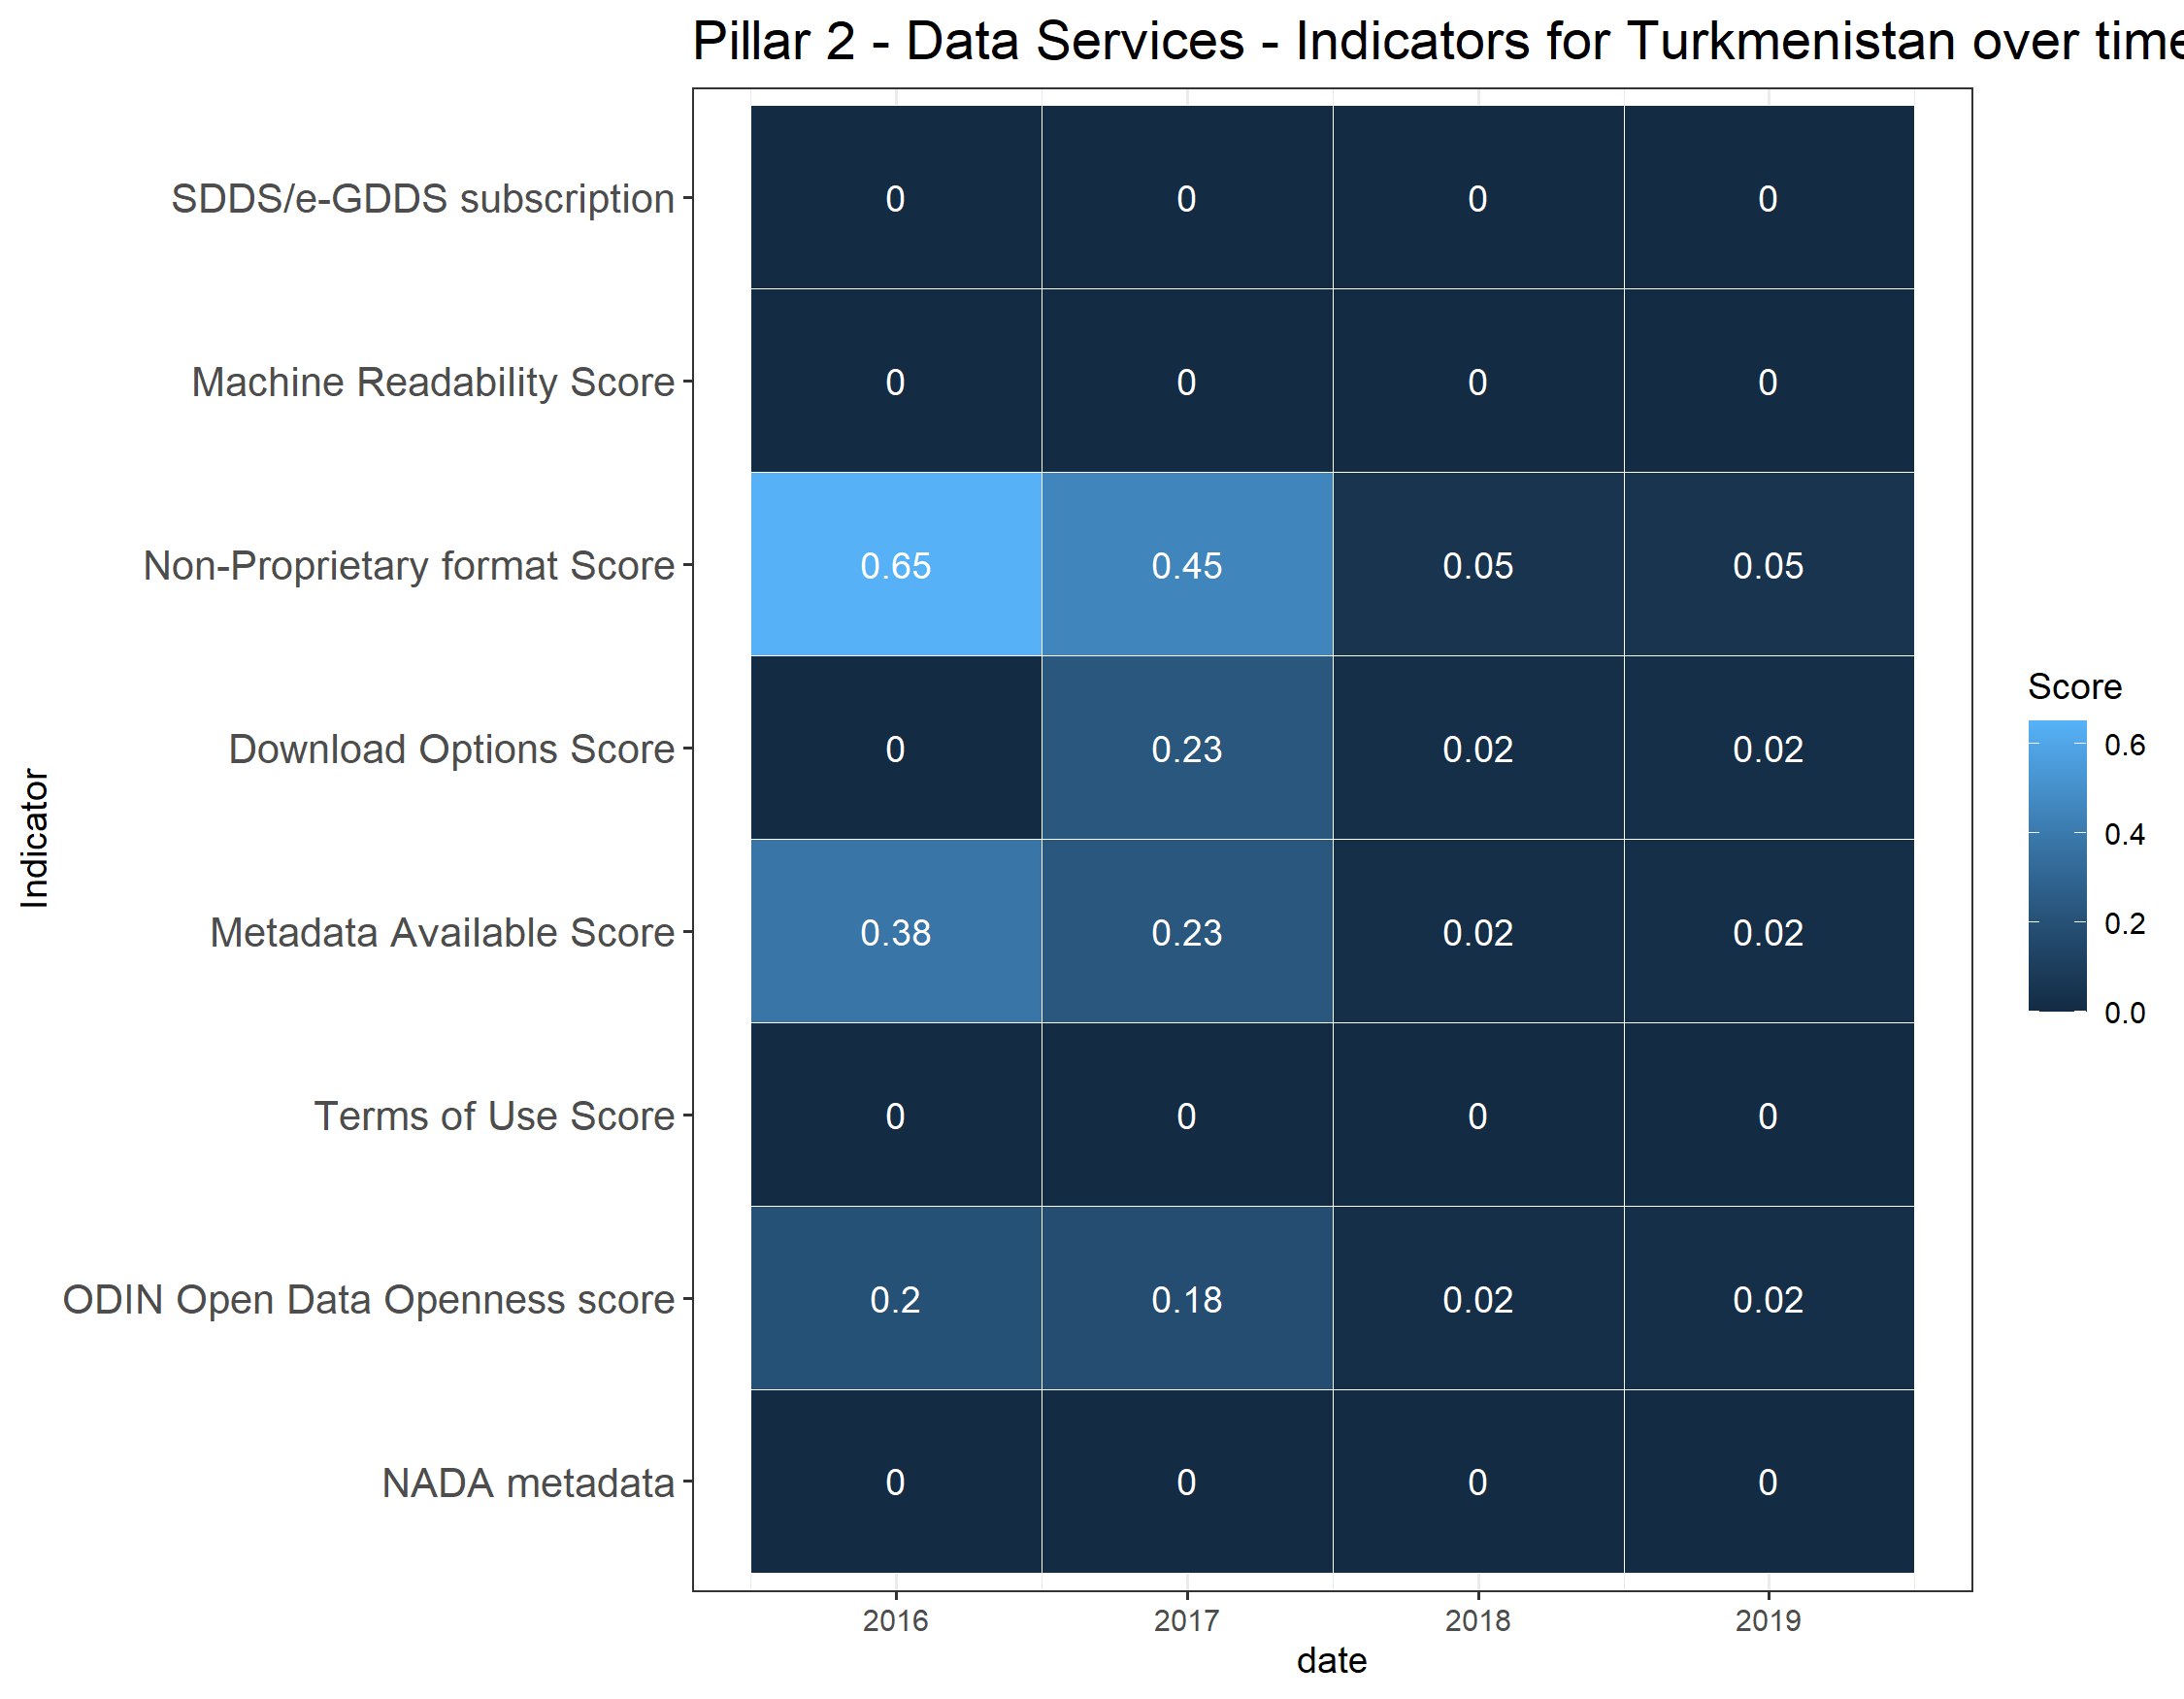 Pillar 2 - Data Services - Indicators for Turkmenistan over time
SDDS/e-GDDS subscription 0 0 0 0
Machine Readability Score 0 0 0 0
Non-Proprietary format Score 0.65 0.45 0.05 0.05
Download Options Score 0 0.23 0.02 0.02
Metadata Available Score 0.38 0.23 0.02 0.02
Terms of Use Score 0 0 0 0
ODIN Open Data Openness score 0.2 0.18 0.02 0.02
NADA metadata 0 0 0 0
2016 2017 2018 2019
date
Indicator
Score
0.6
0.4
0.2
0.0